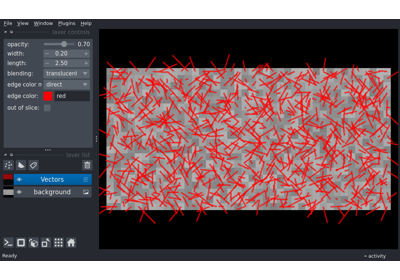 File View Window Plugins Help
layer controls
opacity: 0.70
width: 0.20
length: 2.50
blending: translucent
edge color m direct
edge color: red
out of slice:
layer list
Vectors
background
Ready
activity